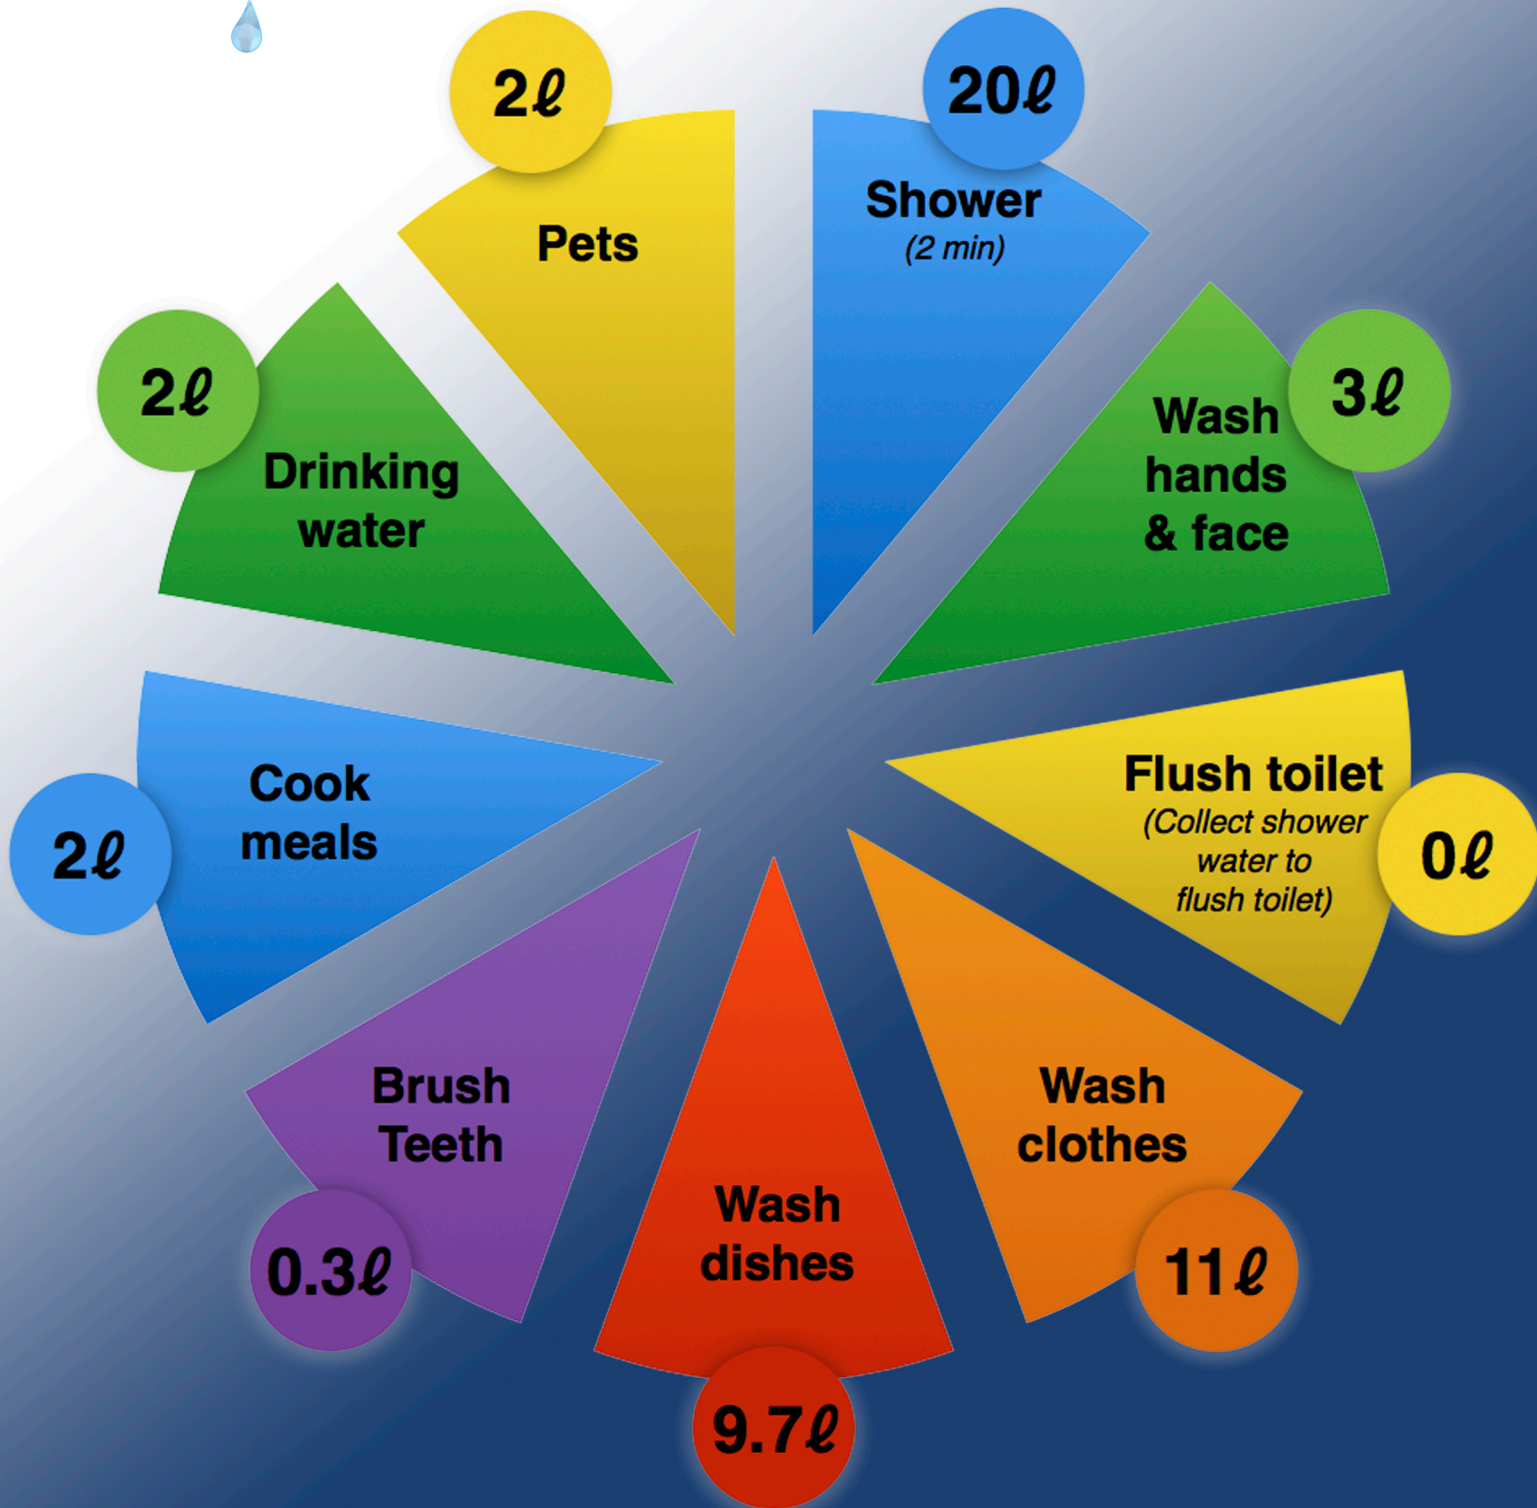 20ℓ
Shower
(2 min)
3ℓ
Wash
hands
& face
Flush toilet
(Collect shower
water to
flush toilet)
0ℓ
Wash
clothes
11ℓ
Wash
dishes
9.7ℓ
Brush
Teeth
0.3ℓ
Cook
meals
2ℓ
2ℓ
Drinking
water
2ℓ
Pets